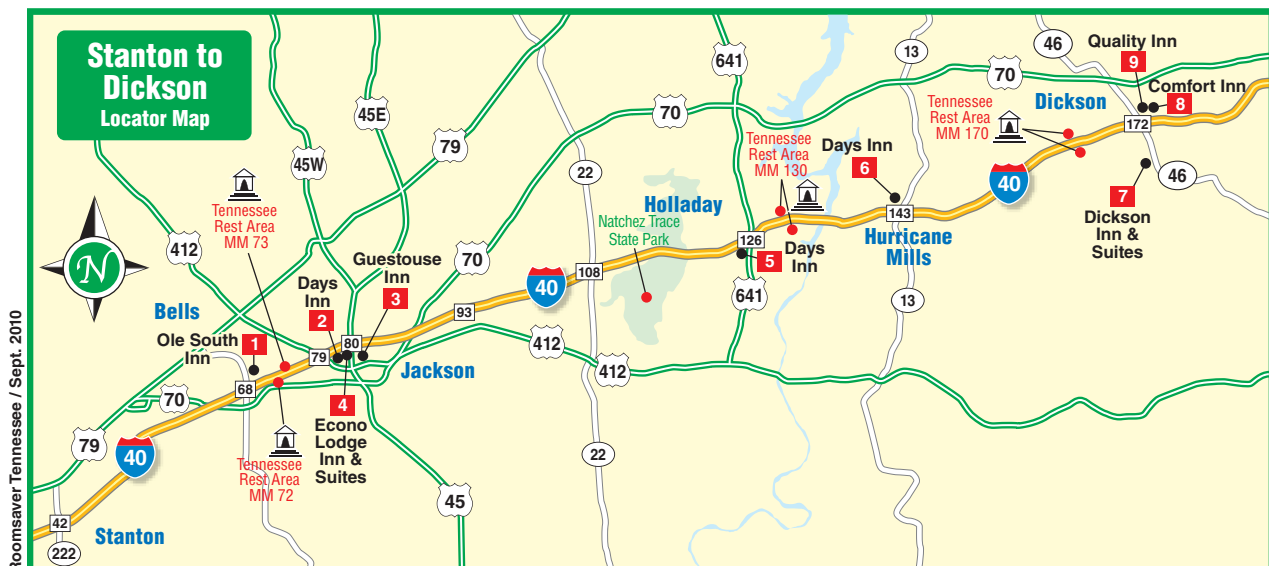 Stanton to
Dickson
Locator Map
N
Roomsaver Tennessee / Sept. 2010
412
45W
45E
79
70
641
13
70
46
Quality Inn
9
Comfort Inn
8
172
46
7
Dickson
Inn &
Suites
Dickson
Tennessee
Rest Area
MM 170
40
Days Inn
6
143
Hurricane
Mills
13
Tennessee
Rest Area
MM 130
Holladay
Natchez Trace
State Park
126
5
Days
Inn
641
22
108
22
40
93
412
412
70
Guestouse
Inn
3
Days
Inn
2
80
79
Jackson
4
Econo
Lodge
Inn &
Suites
45
Tennessee
Rest Area
MM 73
Bells
Ole South
Inn
1
68
70
Tennessee
Rest Area
MM 72
79
40
42
222
Stanton